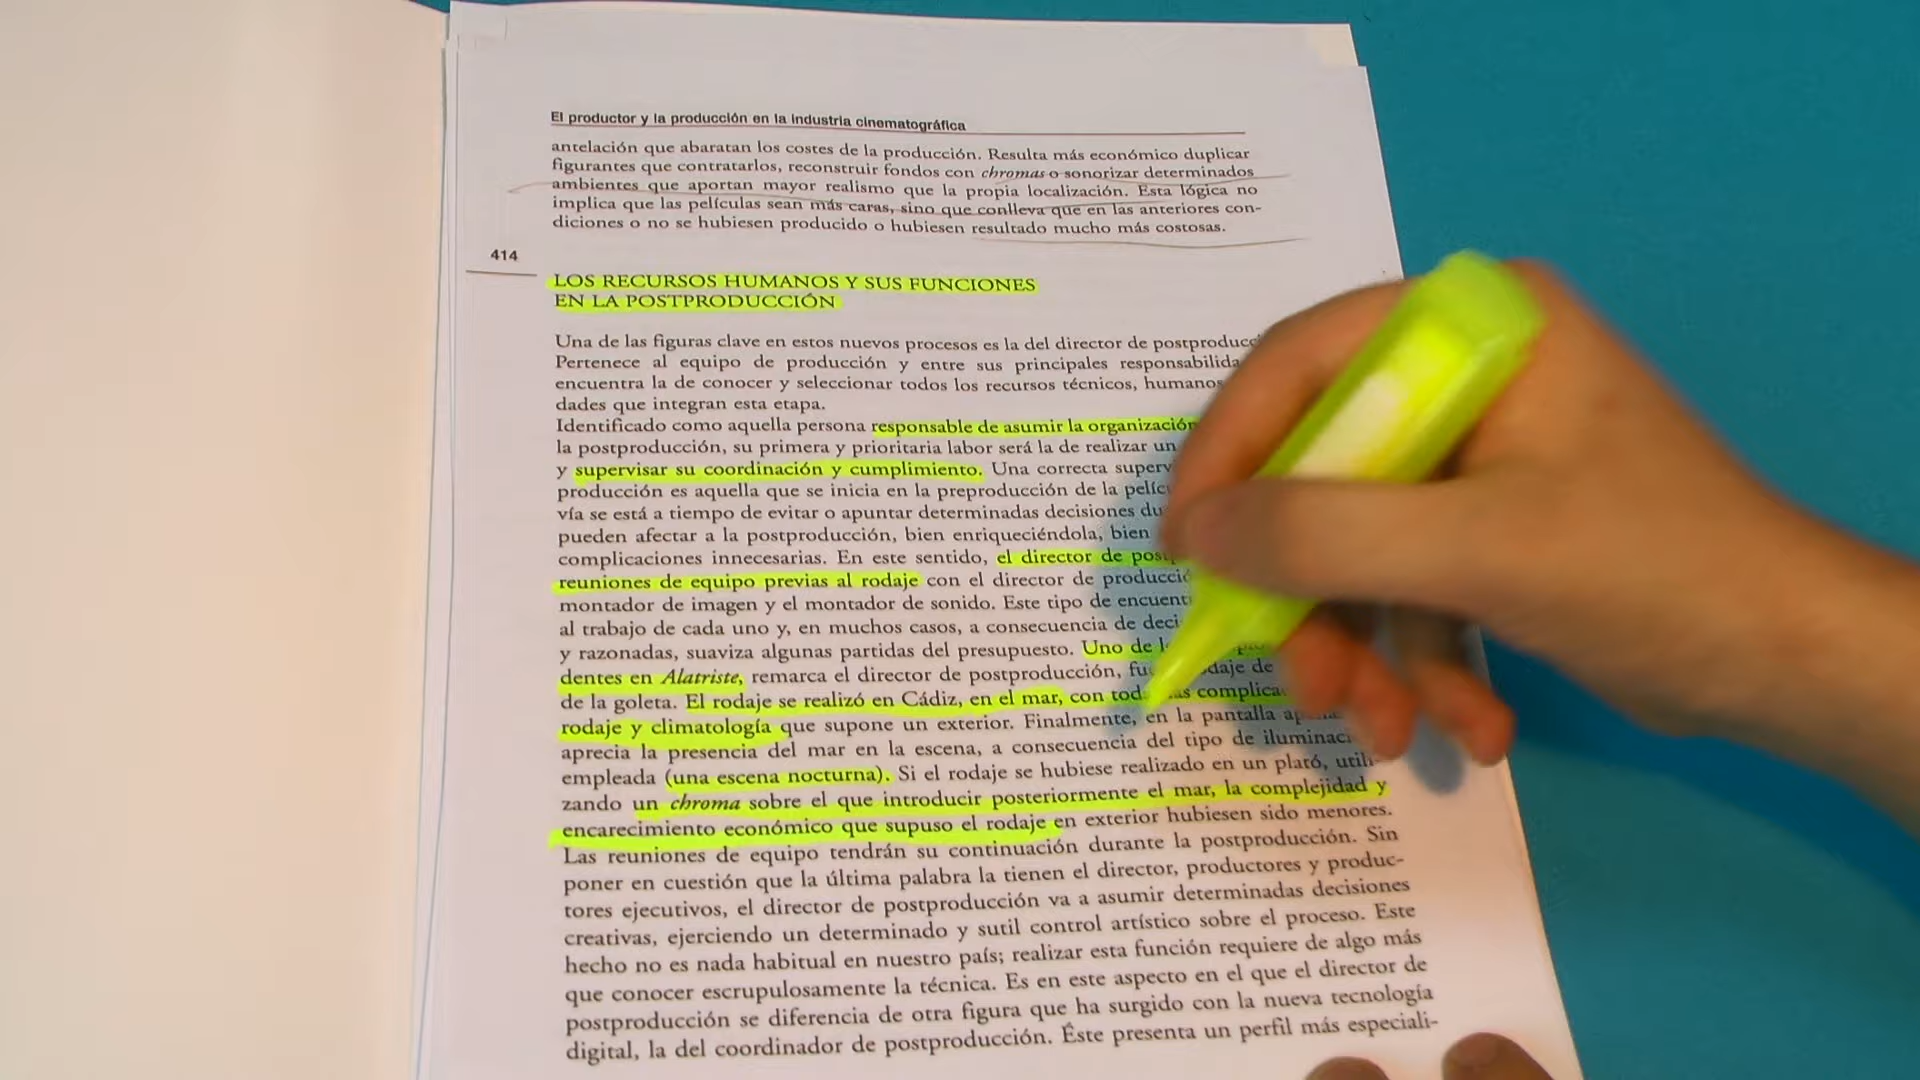 El productor y la producción en la industria cinematográfica
antelación que abaratan los costes de la producción. Resulta más económico duplicar
figurantes que contratarlos, reconstruir fondos con chromas o sonorizar determinados
ambientes que aportan mayor realismo que la propia localización. Esta lógica no
implica que las películas sean más caras, sino que conlleva que en las anteriores con-
diciones o no se hubiesen producido o hubiesen resultado mucho más costosas.
414
LOS RECURSOS HUMANOS Y SUS FUNCIONES
EN LA POSTPRODUCCIÓN
Una de las figuras clave en estos nuevos procesos es la del director de
Pertenece al equipo de producción y entre sus principales
encuentra la de conocer y seleccionar todos los recursos técnicos,
dades que integran esta etapa.
Identificado como aquella persona responsable de asumir la organización
la postproducción, su primera y prioritaria labor será la de realizar un
y supervisar su coordinación y cumplimiento. Una correcta
producción es aquella que se inicia en la preproducción de la
vía se está a tiempo de evitar o apuntar determinadas decisiones
pueden afectar a la postproducción, bien enriqueciéndola, bien
complicaciones innecesarias. En este sentido, el director de
reuniones de equipo previas al rodaje con el director de
montador de imagen y el montador de sonido. Este tipo de
al trabajo de cada uno y, en muchos casos, a consecuencia de
y razonadas, suaviza algunas partidas del presupuesto. Uno de
dentes en Alatriste, remarca el director de postproducción, de
de la goleta. El rodaje se realizó en Cádiz, en el mar, con
rodaje y climatología que supone un exterior. Finalmente, en la pantalla
aprecia la presencia del mar en la escena, a consecuencia del tipo de
empleada (una escena nocturna). Si el rodaje se hubiese realizado en un plató, utili-
zando un chroma sobre el que introducir posteriormente el mar, la complejidad y
encarecimiento económico que supuso el rodaje en exterior hubiesen sido menores.
Las reuniones de equipo tendrán su continuación durante la postproducción. Sin
poner en cuestión que la última palabra la tienen el director, productores y produc-
tores ejecutivos, el director de postproducción va a asumir determinadas decisiones
creativas, ejerciendo un determinado y sutil control artístico sobre el proceso. Este
hecho no es nada habitual en nuestro país; realizar esta función requiere de algo más
que conocer escrupulosamente la técnica. Es en este aspecto en el que el director de
postproducción se diferencia de otra figura que ha surgido con la nueva tecnología
digital, la del coordinador de postproducción. Éste presenta un perfil más especiali-